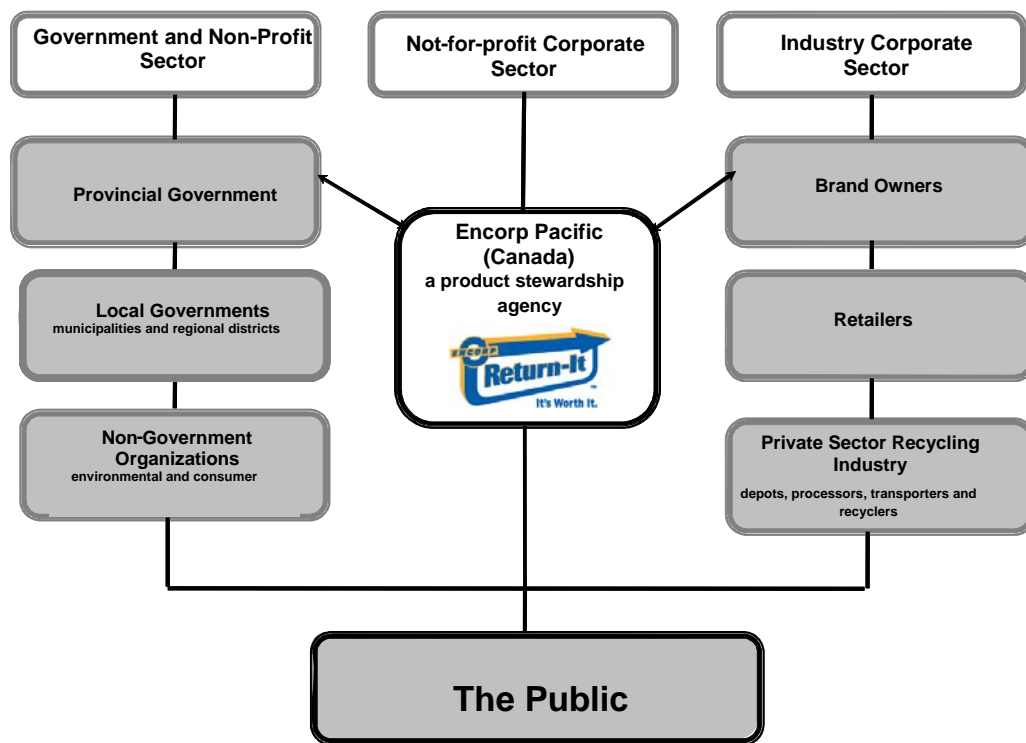 Government and Non-Profit
Sector
Not-for-profit Corporate
Sector
Industry Corporate
Sector
Provincial Government
Brand Owners
Encorp Pacific
(Canada)
a product stewardship
agency
ENCORP
Return-It
™
It's Worth It.
Local Governments
municipalities and regional districts
Retailers
Non-Government
Organizations
environmental and consumer
Private Sector Recycling
Industry
depots, processors, transporters and
recyclers
The Public